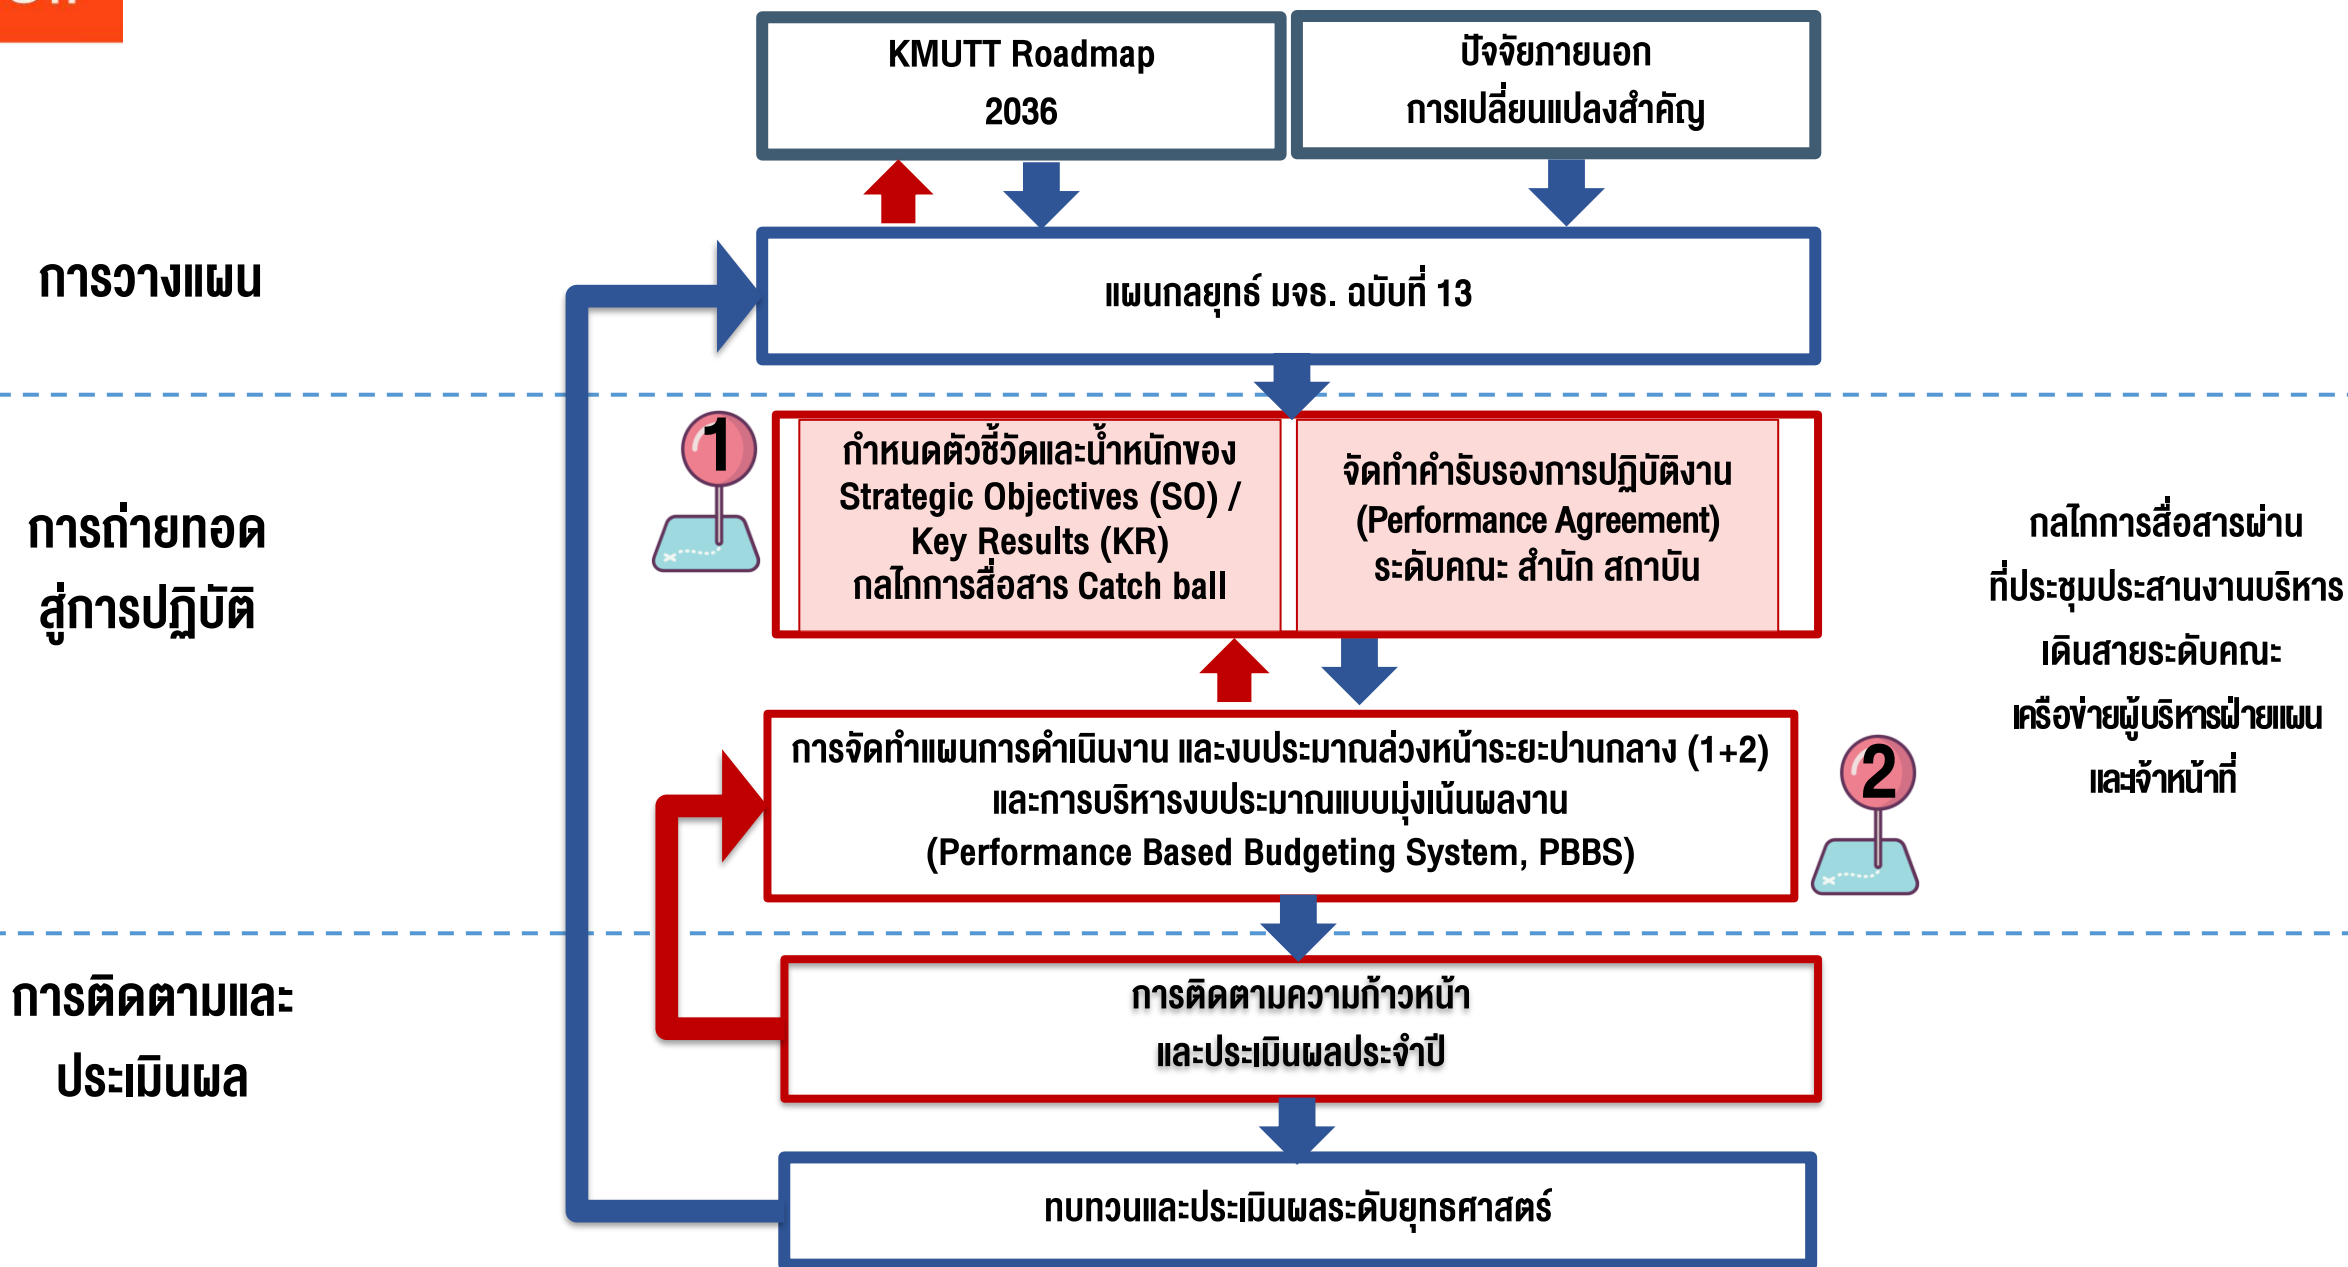 KMUTT Roadmap
2036
ปัจจัยภายนอก
การเปลี่ยนแปลงสำคัญ
การวางแผน
แผนกลยุทธ์ มจธ. ฉบับที่ 13
การถ่ายทอด
สู่การปฏิบัติ
1
กำหนดตัวชี้วัดและน้ำหนักของ
Strategic Objectives (SO) /
Key Results (KR)
กลไกการสื่อสาร Catch ball
จัดทำคำรับรองการปฏิบัติงาน
(Performance Agreement)
ระดับคณะ สำนัก สถาบัน
กลไกการสื่อสารผ่าน
ที่ประชุมประสานงานบริหาร
เดินสายระดับคณะ
เครือข่ายผู้บริหารฝ่ายแผน
และเจ้าหน้าที่
การจัดทำแผนการดำเนินงาน และงบประมาณล่วงหน้าระยะปานกลาง (1+2)
และการบริหารงบประมาณแบบมุ่งเน้นผลงาน
(Performance Based Budgeting System, PBBS)
2
การติดตามและ
ประเมินผล
การติดตามความก้าวหน้า
และประเมินผลประจำปี
ทบทวนและประเมินผลระดับยุทธศาสตร์